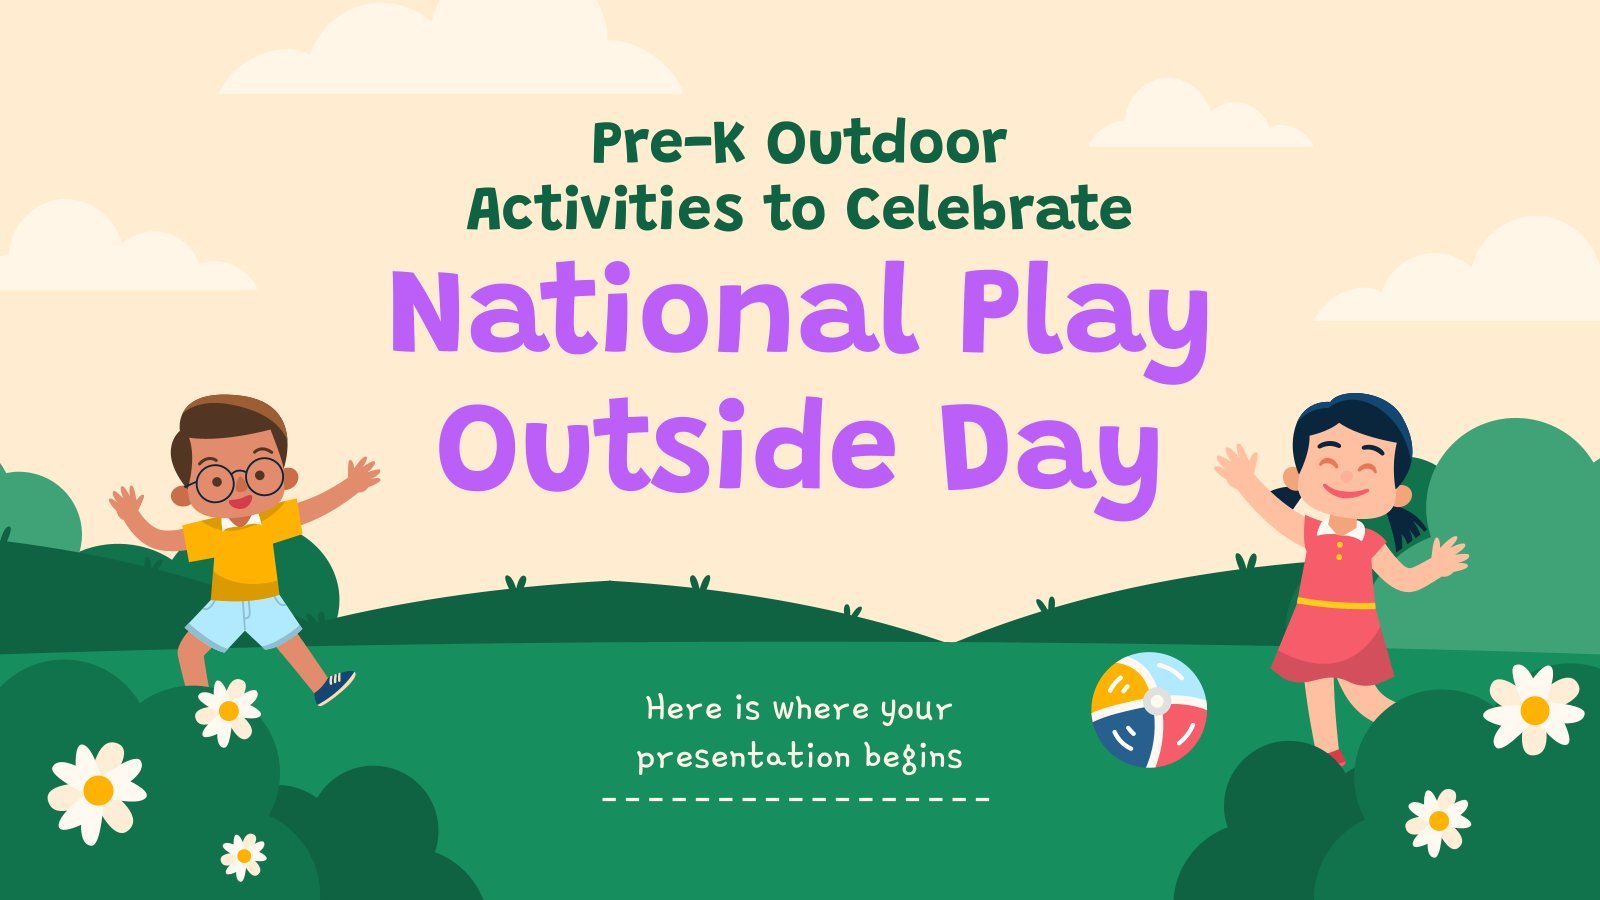 Pre-K Outdoor
Activities to Celebrate
National Play
Outside Day
Here is where your
presentation begins